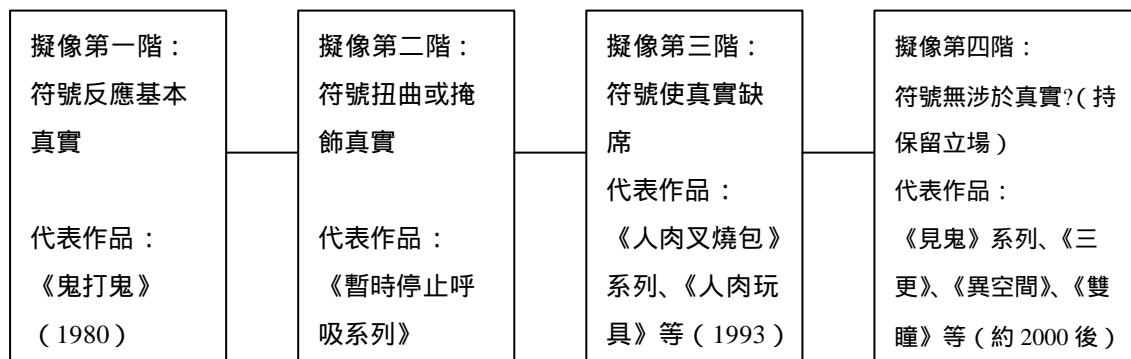 擬像第一階：
符號反應基本
真實
代表作品：
《鬼打鬼》
（1980）
擬像第二階：
符號扭曲或掩
飾真實
代表作品：
《暫時停止呼
吸系列》
擬像第三階：
符號使真實缺
席
代表作品：
《人肉叉燒包》
系列、《人肉玩
具》等（1993）
擬像第四階：
符號無涉於真實?（持
保留立場）
代表作品：
《見鬼》系列、《三
更》、《異空間》、《雙
瞳》等（約 2000 後）